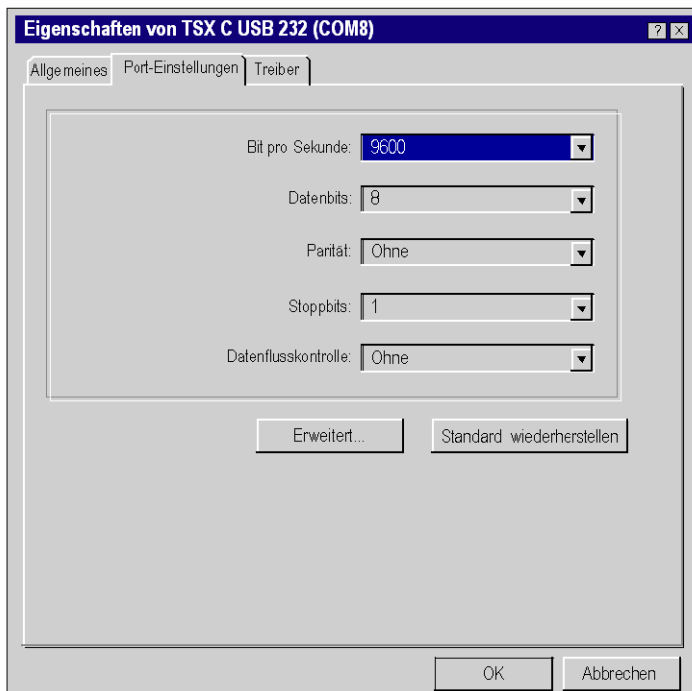 Eigenschaften von TSX C USB 232 (COM8)
Allgemeines Port-Einstellungen Treiber
Bit pro Sekunde: 9600
Datenbits: 8
Parität: Ohne
Stoppbits: 1
Datenflusskontrolle: Ohne
Erweitert... Standard wiederherstellen
OK Abbrechen